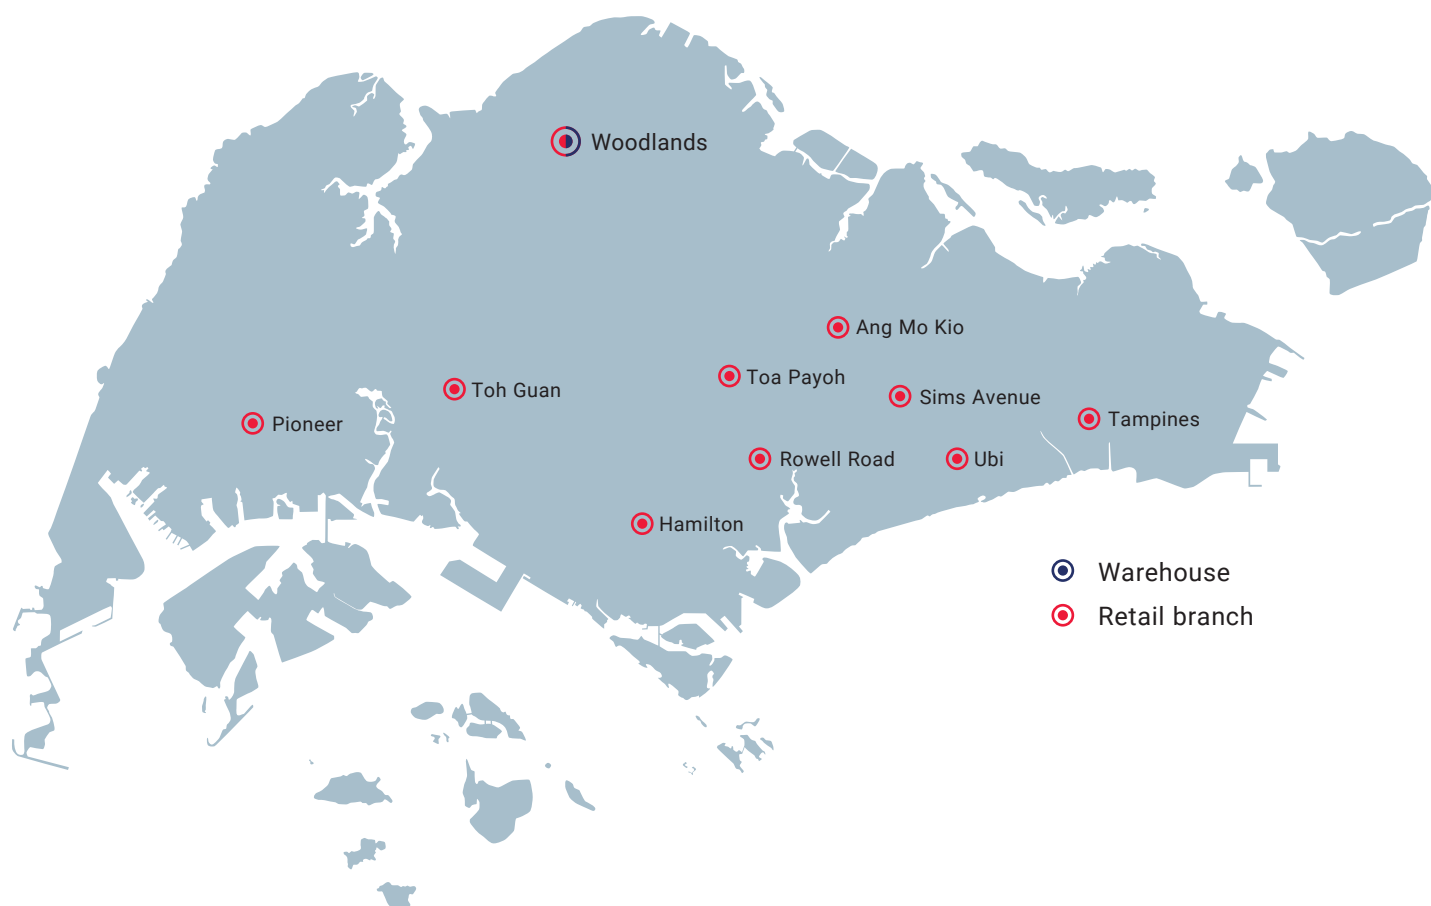 Woodlands
Ang Mo Kio
Toa Payoh
Toh Guan
Sims Avenue
Tampines
Pioneer
Rowell Road
Ubi
Hamilton
Warehouse
Retail branch